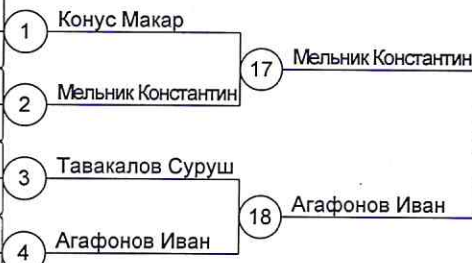 1 Конус Макар
17 Мельник Константин
2 Мельник Константин
3 Тавакалов Суруш
18 Агафонов Иван
4 Агафонов Иван